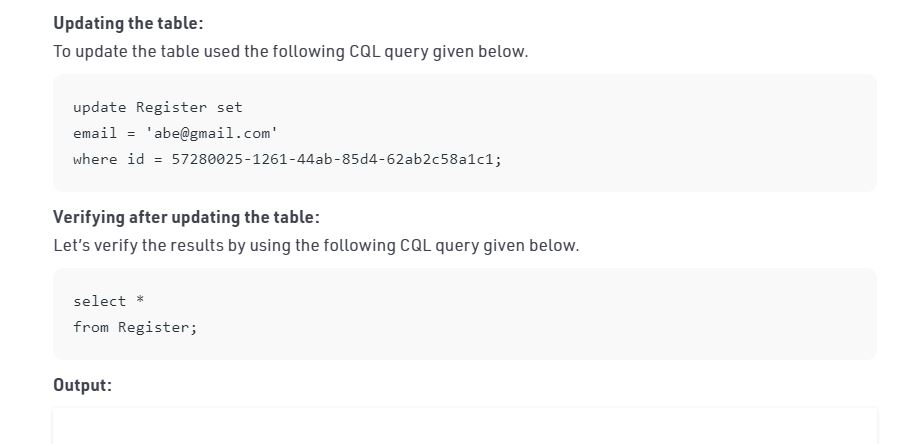 Updating the table:
To update the table used the following CQL query given below.
update Register set
email = 'abe@gmail.com'
where id = 57280025-1261-44ab-85d4-62ab2c58a1c1;
Verifying after updating the table:
Let's verify the results by using the following CQL query given below.
select *
from Register;
Output: